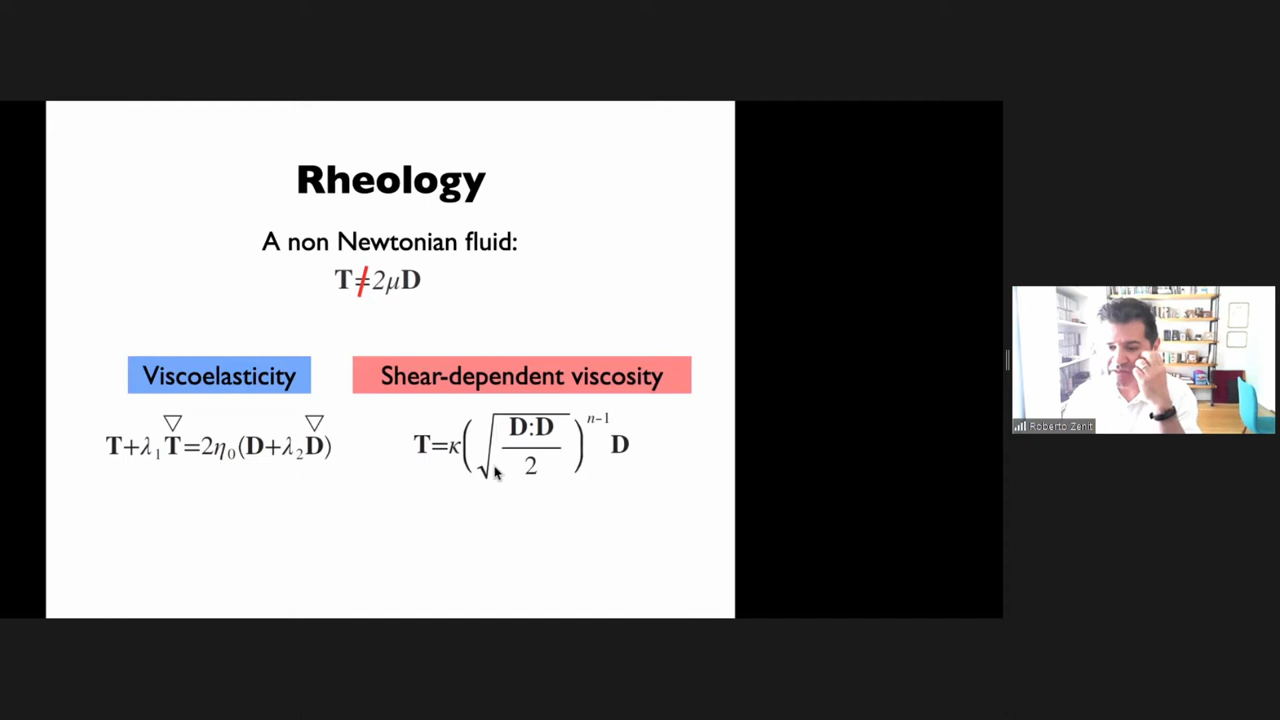 Rheology
A non Newtonian fluid:
T≠2μD
Viscoelasticity
Shear-dependent viscosity
T+λ₁T▽=2η₀(D+λ₂D▽)
T=κ(√(D:D/2))ⁿ⁻¹ D
Roberto Zenit